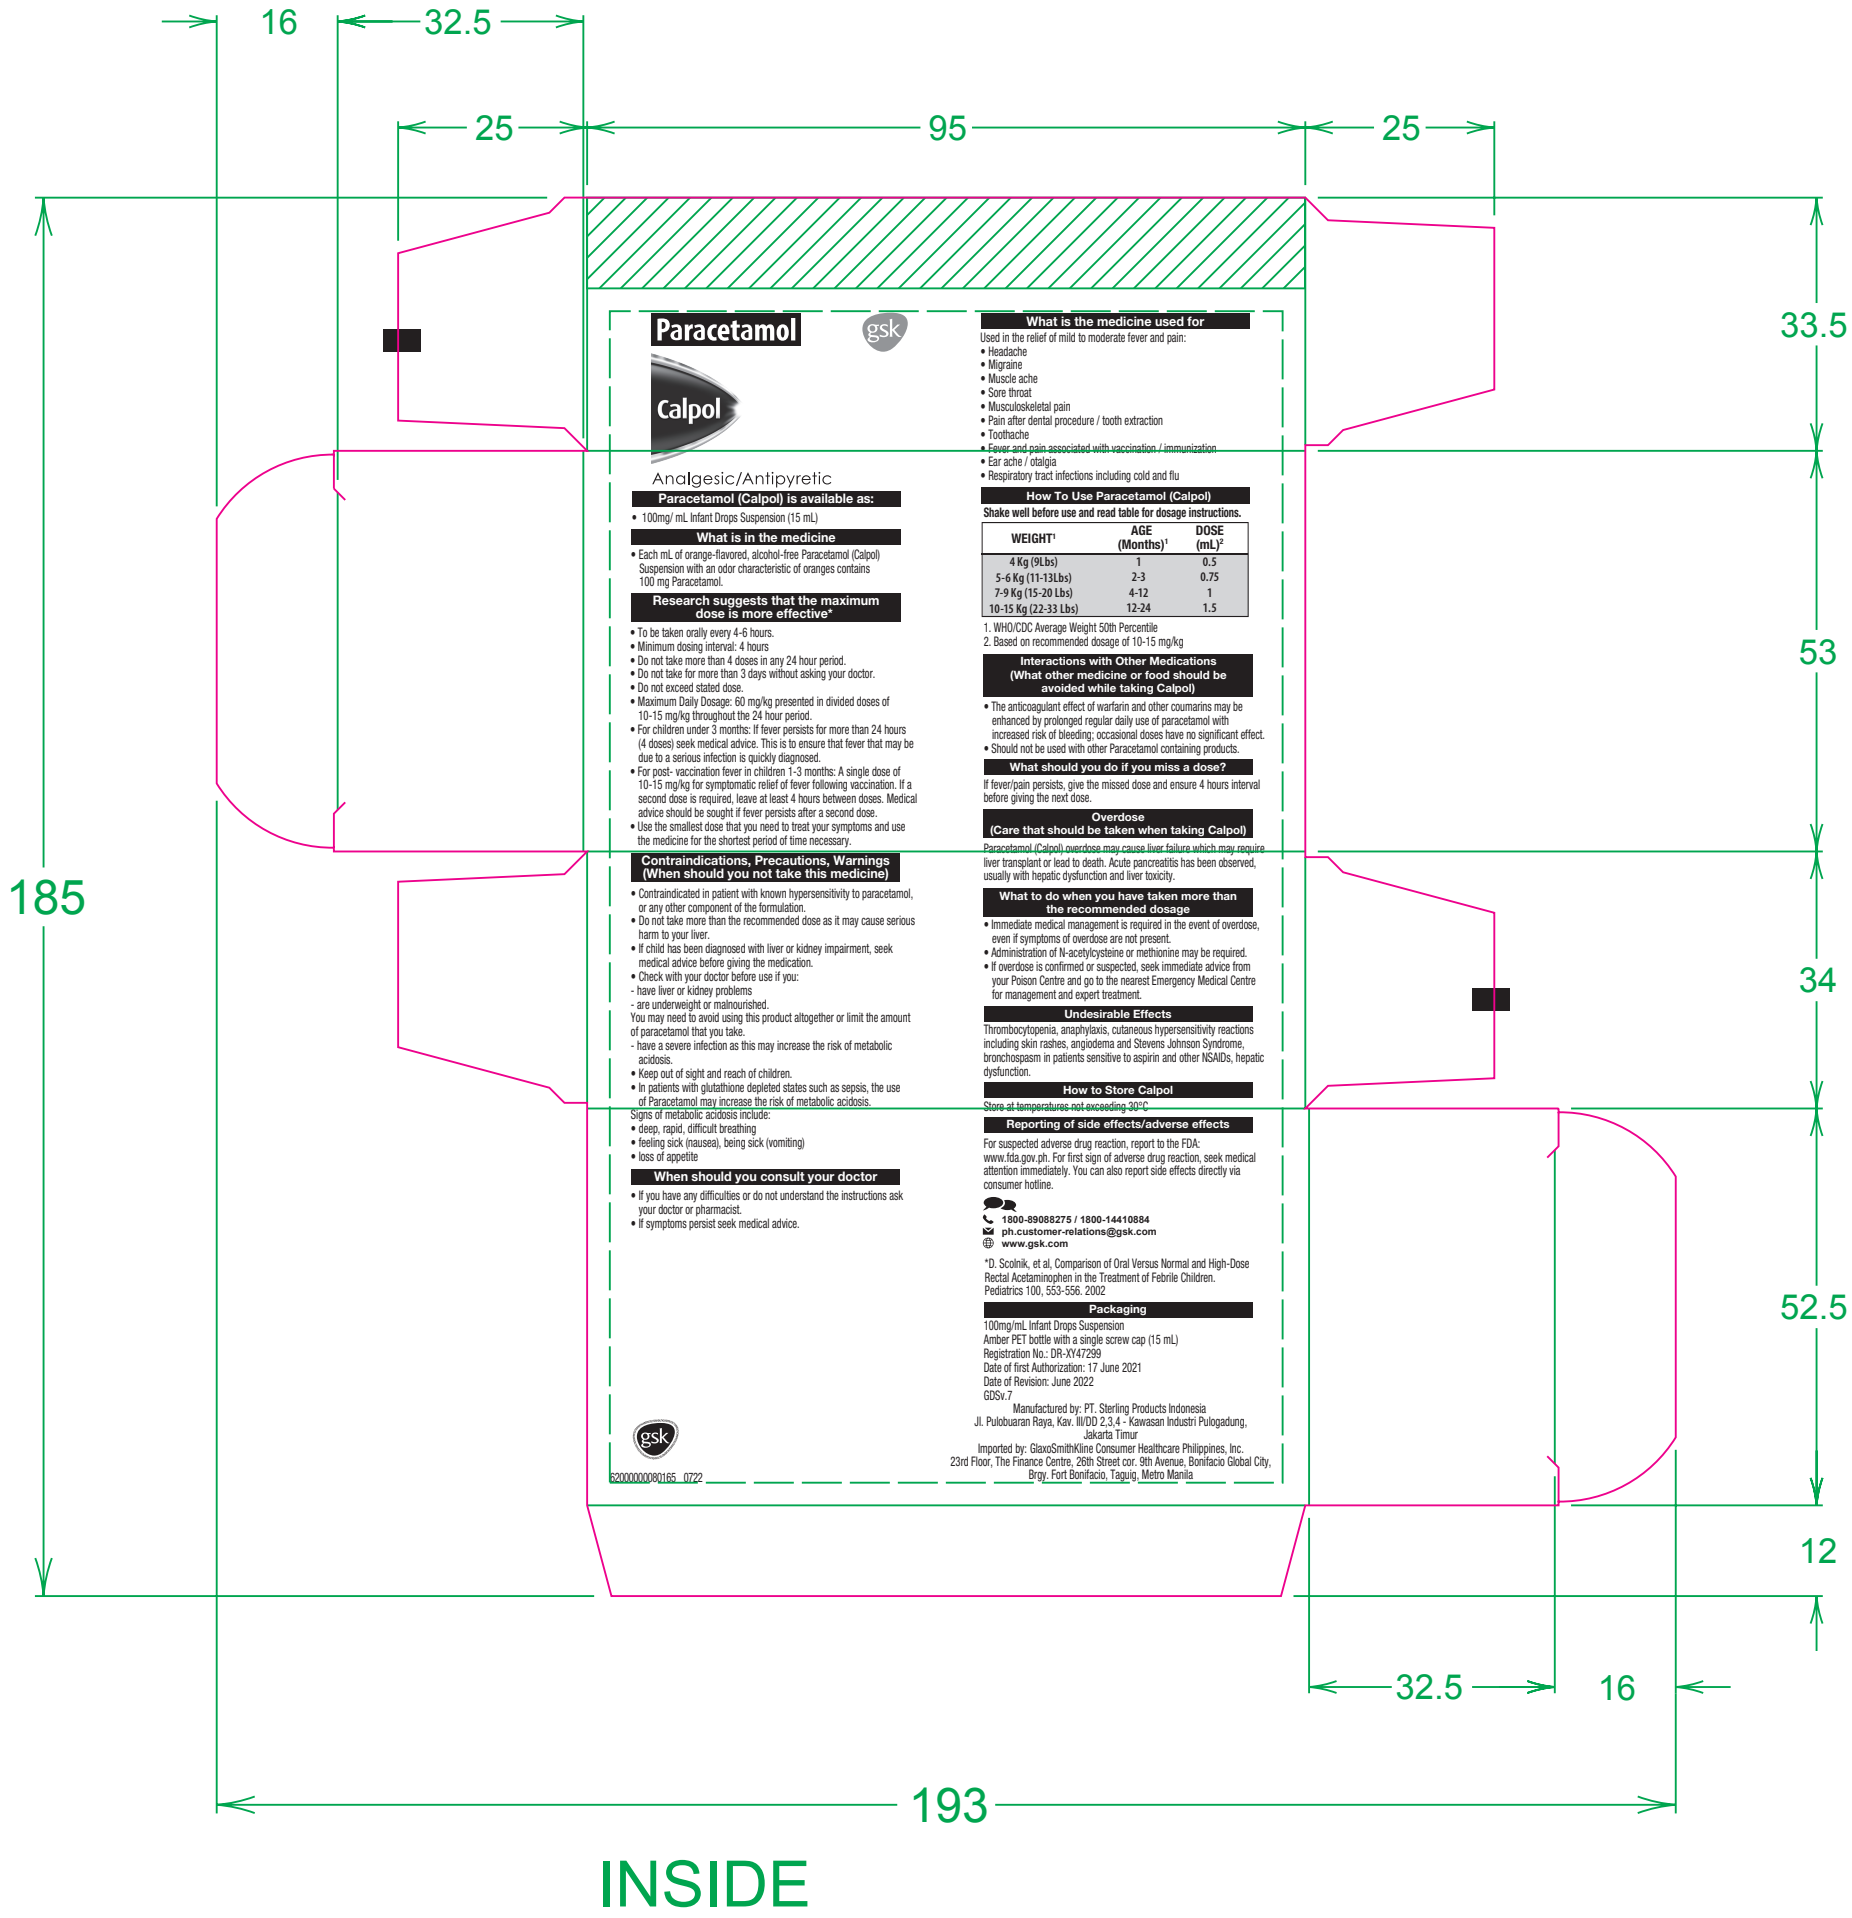 16
32.5
25
95
25
33.5
53
34
52.5
12
185
32.5
16
193
INSIDE
Paracetamol
gsk
Calpol
Analgesic/Antipyretic
Paracetamol (Calpol) is available as:
• 100mg/ mL Infant Drops Suspension (15 mL)
What is in the medicine
• Each mL of orange-flavored, alcohol-free Paracetamol (Calpol)
Suspension with an odor characteristic of oranges contains
100 mg Paracetamol.
Research suggests that the maximum
dose is more effective*
• To be taken orally every 4-6 hours.
• Minimum dosing interval: 4 hours
• Do not take more than 4 doses in any 24 hour period.
• Do not take for more than 3 days without asking your doctor.
• Do not exceed stated dose.
• Maximum Daily Dosage: 60 mg/kg presented in divided doses of
10-15 mg/kg throughout the 24 hour period.
• For children under 3 months: If fever persists for more than 24 hours
(4 doses) seek medical advice. This is to ensure that fever that may be
due to a serious infection is quickly diagnosed.
• For post- vaccination fever in children 1-3 months: A single dose of
10-15 mg/kg for symptomatic relief of fever following vaccination. If a
second dose is required, leave at least 4 hours between doses. Medical
advice should be sought if fever persists after a second dose.
• Use the smallest dose that you need to treat your symptoms and use
the medicine for the shortest period of time necessary.
Contraindications, Precautions, Warnings
(When should you not take this medicine)
• Contraindicated in patient with known hypersensitivity to paracetamol,
or any other component of the formulation.
• Do not take more than the recommended dose as it may cause serious
harm to your liver.
• If child has been diagnosed with liver or kidney impairment, seek
medical advice before giving the medication.
• Check with your doctor before use if you:
- have liver or kidney problems
- are underweight or malnourished.
You may need to avoid using this product altogether or limit the amount
of paracetamol that you take.
- have a severe infection as this may increase the risk of metabolic
acidosis.
• Keep out of sight and reach of children.
• In patients with glutathione depleted states such as sepsis, the use
of Paracetamol may increase the risk of metabolic acidosis.
Signs of metabolic acidosis include:
• deep, rapid, difficult breathing
• feeling sick (nausea), being sick (vomiting)
• loss of appetite
When should you consult your doctor
• If you have any difficulties or do not understand the instructions ask
your doctor or pharmacist.
• If symptoms persist seek medical advice.
gsk
62000000080165 0722
What is the medicine used for
Used in the relief of mild to moderate fever and pain:
• Headache
• Migraine
• Muscle ache
• Sore throat
• Musculoskeletal pain
• Pain after dental procedure / tooth extraction
• Toothache
• Fever and pain associated with vaccination / immunization
• Ear ache / otalgia
• Respiratory tract infections including cold and flu
How To Use Paracetamol (Calpol)
Shake well before use and read table for dosage instructions.
WEIGHT¹ AGE (Months)¹ DOSE (mL)²
4 Kg (9Lbs) 1 0.5
5-6 Kg (11-13Lbs) 2-3 0.75
7-9 Kg (15-20 Lbs) 4-12 1
10-15 Kg (22-33 Lbs) 12-24 1.5
1. WHO/CDC Average Weight 50th Percentile
2. Based on recommended dosage of 10-15 mg/kg
Interactions with Other Medications
(What other medicine or food should be
avoided while taking Calpol)
• The anticoagulant effect of warfarin and other coumarins may be
enhanced by prolonged regular daily use of paracetamol with
increased risk of bleeding; occasional doses have no significant effect.
• Should not be used with other Paracetamol containing products.
What should you do if you miss a dose?
If fever/pain persists, give the missed dose and ensure 4 hours interval
before giving the next dose.
Overdose
(Care that should be taken when taking Calpol)
Paracetamol (Calpol) overdose may cause liver failure which may require
liver transplant or lead to death. Acute pancreatitis has been observed,
usually with hepatic dysfunction and liver toxicity.
What to do when you have taken more than
the recommended dosage
• Immediate medical management is required in the event of overdose,
even if symptoms of overdose are not present.
• Administration of N-acetylcysteine or methionine may be required.
• If overdose is confirmed or suspected, seek immediate advice from
your Poison Centre and go to the nearest Emergency Medical Centre
for management and expert treatment.
Undesirable Effects
Thrombocytopenia, anaphylaxis, cutaneous hypersensitivity reactions
including skin rashes, angiodema and Stevens Johnson Syndrome,
bronchospasm in patients sensitive to aspirin and other NSAIDs, hepatic
dysfunction.
How to Store Calpol
Store at temperatures not exceeding 30°C
Reporting of side effects/adverse effects
For suspected adverse drug reaction, report to the FDA:
www.fda.gov.ph. For first sign of adverse drug reaction, seek medical
attention immediately. You can also report side effects directly via
consumer hotline.
1800-89088275 / 1800-14410884
ph.customer-relations@gsk.com
www.gsk.com
*D. Scolnik, et al, Comparison of Oral Versus Normal and High-Dose
Rectal Acetaminophen in the Treatment of Febrile Children.
Pediatrics 100, 553-556. 2002
Packaging
100mg/mL Infant Drops Suspension
Amber PET bottle with a single screw cap (15 mL)
Registration No.: DR-XY47299
Date of first Authorization: 17 June 2021
Date of Revision: June 2022
GDSv.7
Manufactured by: PT. Sterling Products Indonesia
Jl. Pulobuaran Raya, Kav. III/DD 2,3,4 - Kawasan Industri Pulogadung,
Jakarta Timur
Imported by: GlaxoSmithKline Consumer Healthcare Philippines, Inc.
23rd Floor, The Finance Centre, 26th Street cor. 9th Avenue, Bonifacio Global City,
Brgy. Fort Bonifacio, Taguig, Metro Manila